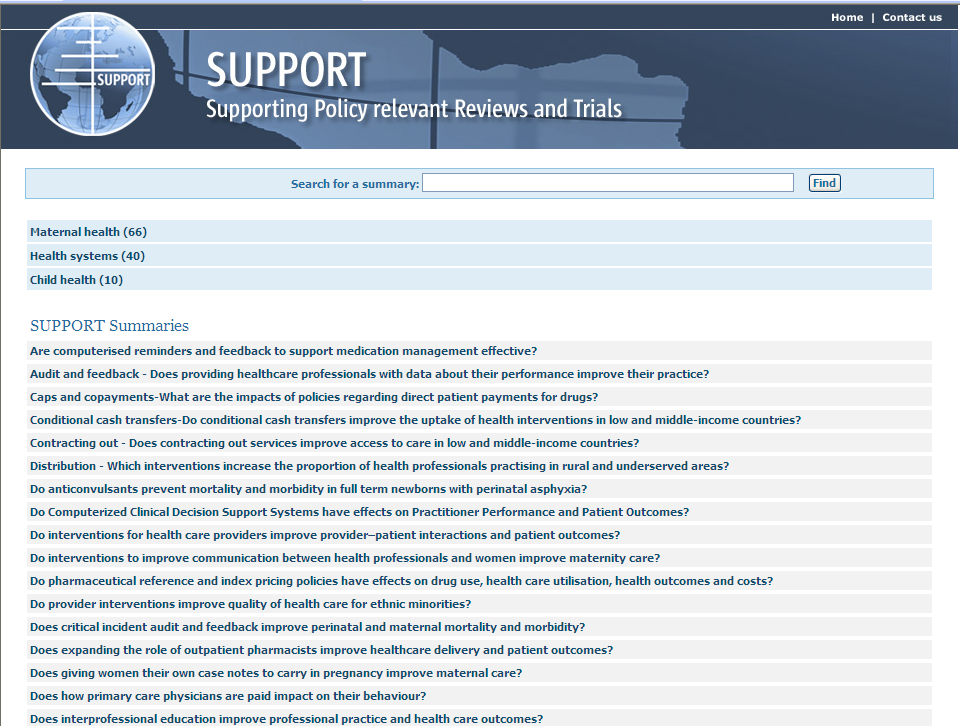 Home | Contact us
SUPPORT
SUPPORT
Supporting Policy relevant Reviews and Trials
Search for a summary:
Find
Maternal health (66)
Health systems (40)
Child health (10)
SUPPORT Summaries
Are computerised reminders and feedback to support medication management effective?
Audit and feedback - Does providing healthcare professionals with data about their performance improve their practice?
Caps and copayments-What are the impacts of policies regarding direct patient payments for drugs?
Conditional cash transfers-Do conditional cash transfers improve the uptake of health interventions in low and middle-income countries?
Contracting out - Does contracting out services improve access to care in low and middle-income countries?
Distribution - Which interventions increase the proportion of health professionals practising in rural and underserved areas?
Do anticonvulsants prevent mortality and morbidity in full term newborns with perinatal asphyxia?
Do Computerized Clinical Decision Support Systems have effects on Practitioner Performance and Patient Outcomes?
Do interventions for health care providers improve provider–patient interactions and patient outcomes?
Do interventions to improve communication between health professionals and women improve maternity care?
Do pharmaceutical reference and index pricing policies have effects on drug use, health care utilisation, health outcomes and costs?
Do provider interventions improve quality of health care for ethnic minorities?
Does critical incident audit and feedback improve perinatal and maternal mortality and morbidity?
Does expanding the role of outpatient pharmacists improve healthcare delivery and patient outcomes?
Does giving women their own case notes to carry in pregnancy improve maternal care?
Does how primary care physicians are paid impact on their behaviour?
Does interprofessional education improve professional practice and health care outcomes?